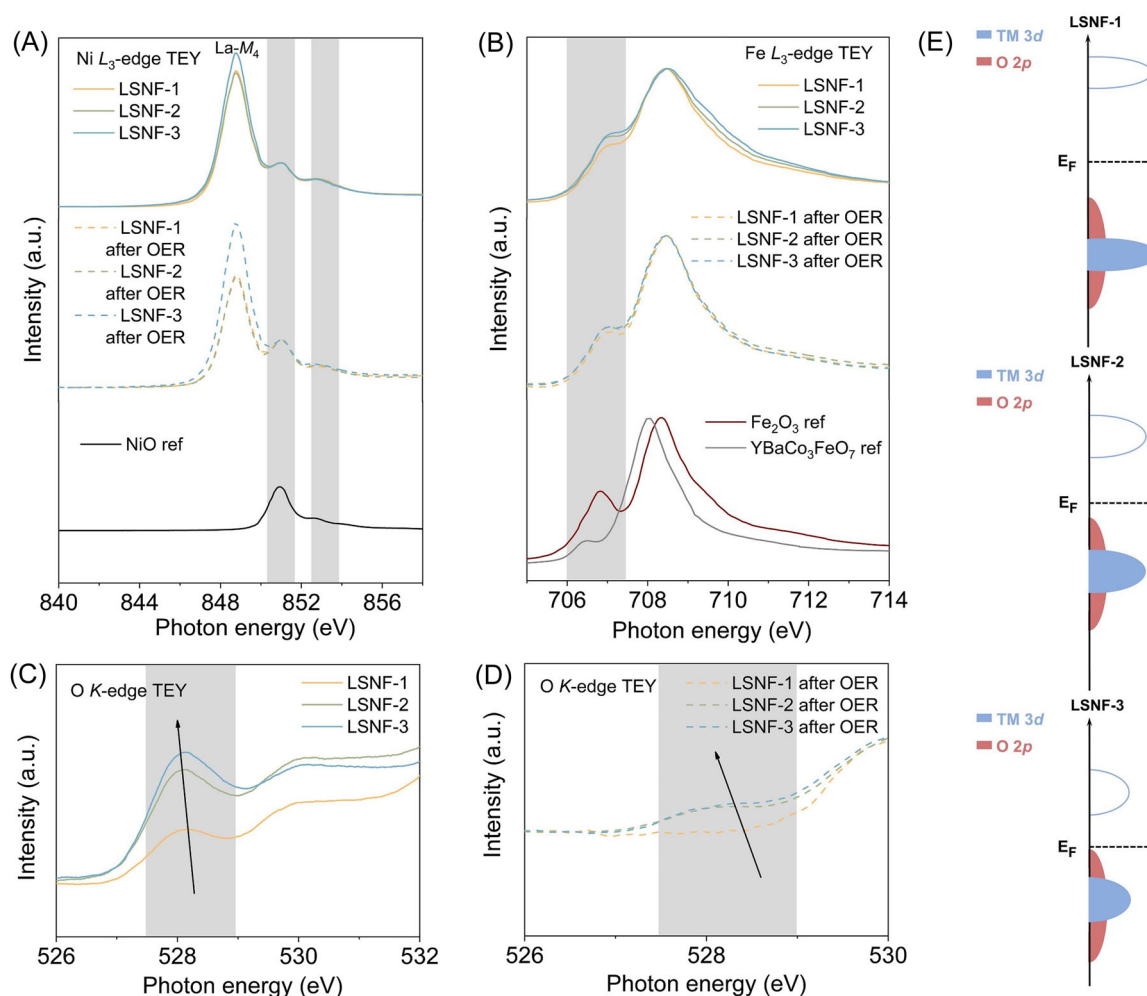 (A)
Ni L₃-edge TEY
La-M₄
LSNF-1
LSNF-2
LSNF-3
LSNF-1
after OER
LSNF-2
after OER
LSNF-3
after OER
NiO ref
Intensity (a.u.)
840 844 848 852 856
Photon energy (eV)
(B)
Fe L₃-edge TEY
LSNF-1
LSNF-2
LSNF-3
LSNF-1 after OER
LSNF-2 after OER
LSNF-3 after OER
Fe₂O₃ ref
YBaCo₃FeO₇ ref
Intensity (a.u.)
706 708 710 712 714
Photon energy (eV)
(C)
O K-edge TEY
LSNF-1
LSNF-2
LSNF-3
Intensity (a.u.)
526 528 530 532
Photon energy (eV)
(D)
O K-edge TEY
LSNF-1 after OER
LSNF-2 after OER
LSNF-3 after OER
Intensity (a.u.)
526 528 530
Photon energy (eV)
(E)
LSNF-1
TM 3d
O 2p
E_F
LSNF-2
TM 3d
O 2p
E_F
LSNF-3
TM 3d
O 2p
E_F